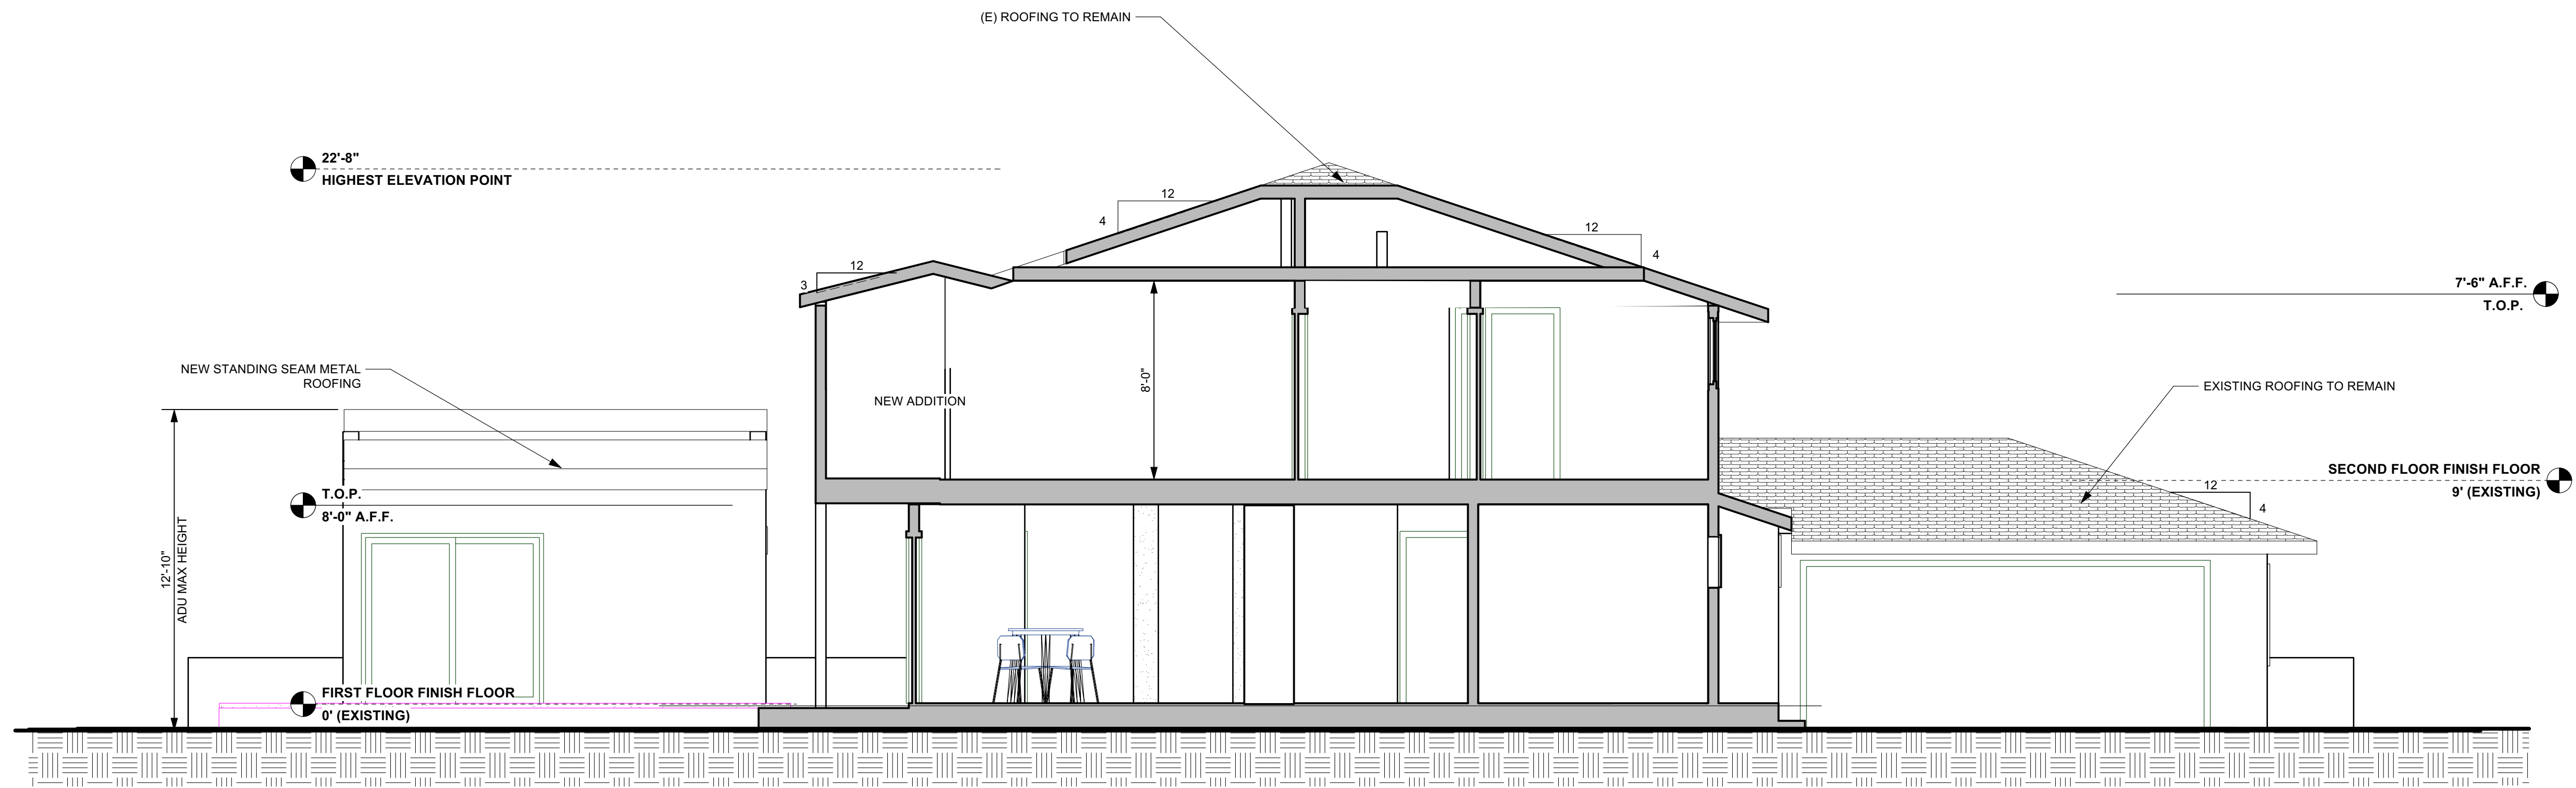 (E) ROOFING TO REMAIN
22'-8"
HIGHEST ELEVATION POINT
12
4
12
4
12
3
7'-6" A.F.F.
T.O.P.
NEW STANDING SEAM METAL
ROOFING
NEW ADDITION
8'-0"
EXISTING ROOFING TO REMAIN
SECOND FLOOR FINISH FLOOR
9' (EXISTING)
12
4
T.O.P.
8'-0" A.F.F.
12'-10"
ADU MAX HEIGHT
FIRST FLOOR FINISH FLOOR
0' (EXISTING)